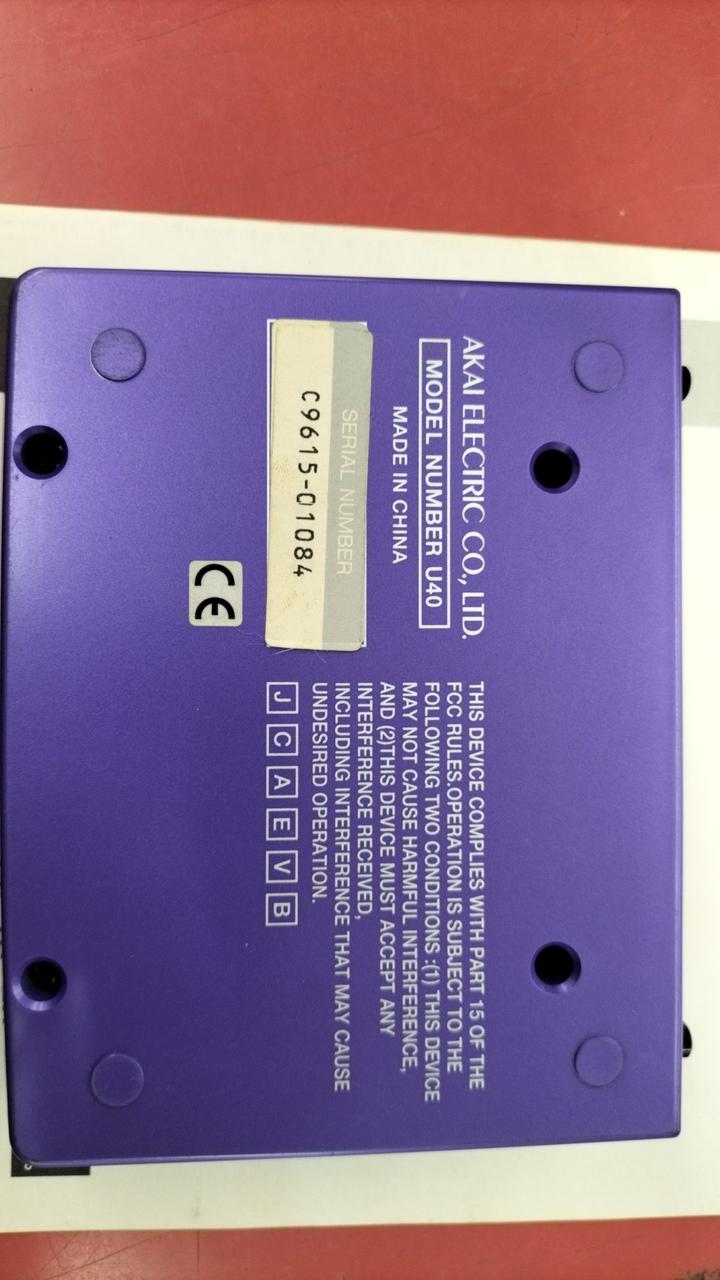 AKAI ELECTRIC CO., LTD.
MODEL NUMBER U40
MADE IN CHINA
SERIAL NUMBER
C9615-01084
CE
THIS DEVICE COMPLIES WITH PART 15 OF THE
FCC RULES.OPERATION IS SUBJECT TO THE
FOLLOWING TWO CONDITIONS :(1) THIS DEVICE
MAY NOT CAUSE HARMFUL INTERFERENCE,
AND (2)THIS DEVICE MUST ACCEPT ANY
INTERFERENCE RECEIVED,
INCLUDING INTERFERENCE THAT MAY CAUSE
UNDESIRED OPERATION.
J C A E V B